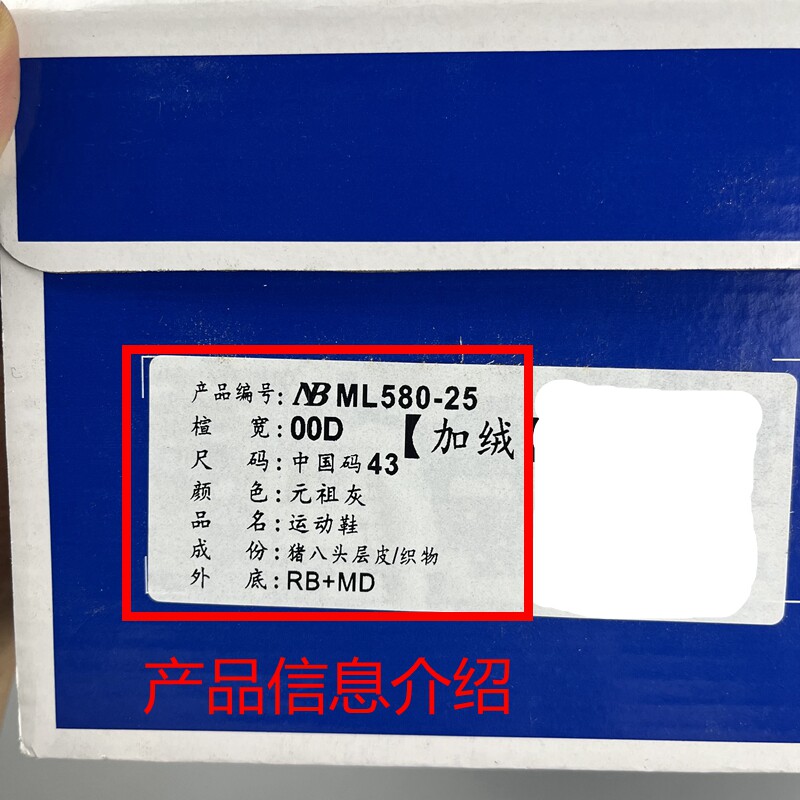 产品编号: NB ML580-25
楦 宽: 00D 【加绒】
尺 码: 中国码43
颜 色: 元祖灰
品 名: 运动鞋
成 份: 猪八头层皮/织物
外 底: RB+MD
产品信息介绍